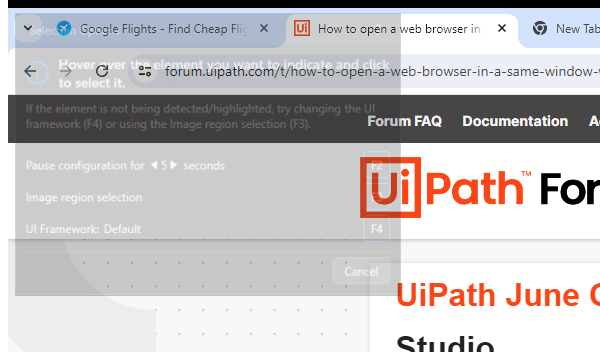 Google Flights - Find Cheap Flig
How to open a web browser in
New Tab
Hover over the element you want to indicate and click
to select it.
forum.uipath.com/t/how-to-open-a-web-browser-in-a-same-window-
If the element is not being detected/highlighted, try changing the UI
framework (F4) or using the Image region selection (F3).
Forum FAQ Documentation
Pause configuration for 5 seconds F2
Image region selection
UI Framework: Default F4
UiPath™ For
Cancel
UiPath June
Studio